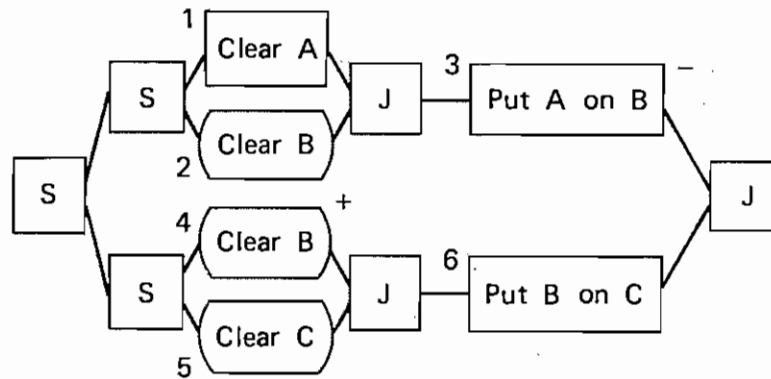 1
Clear A
S
J
3
Put A on B
−
Clear B
2
S
J
4
Clear B
+
S
J
6
Put B on C
Clear C
5